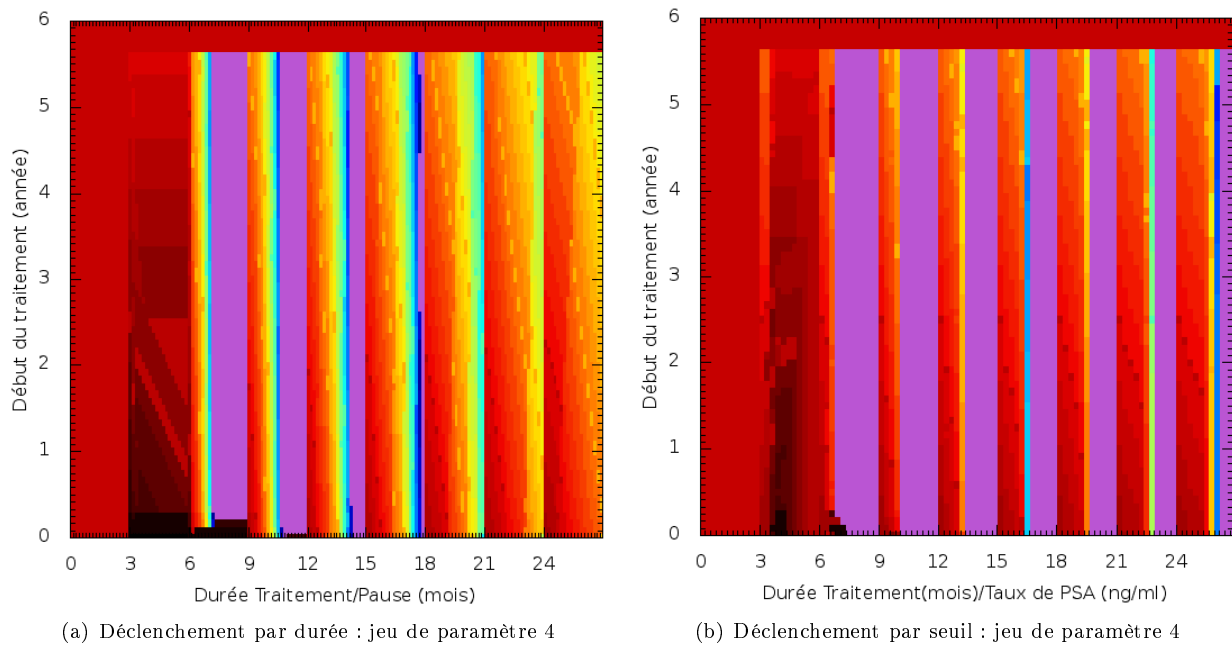 6
5
4
3
2
1
0
Début du traitement (année)
0 3 6 9 12 15 18 21 24
Durée Traitement/Pause (mois)
(a) Déclenchement par durée : jeu de paramètre 4
6
5
4
3
2
1
0
Début du traitement (année)
0 3 6 9 12 15 18 21 24
Durée Traitement(mois)/Taux de PSA (ng/ml)
(b) Déclenchement par seuil : jeu de paramètre 4